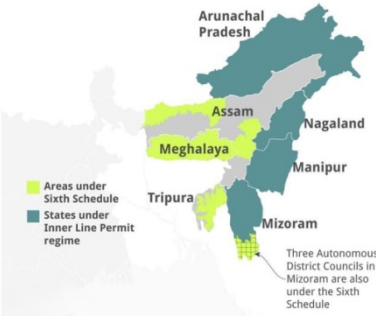 Arunachal
Pradesh
Assam
Nagaland
Meghalaya
Manipur
Areas under
Sixth Schedule
Tripura
States under
Inner Line Permit
regime
Mizoram
Three Autonomous
District Councils in
Mizoram are also
under the Sixth
Schedule